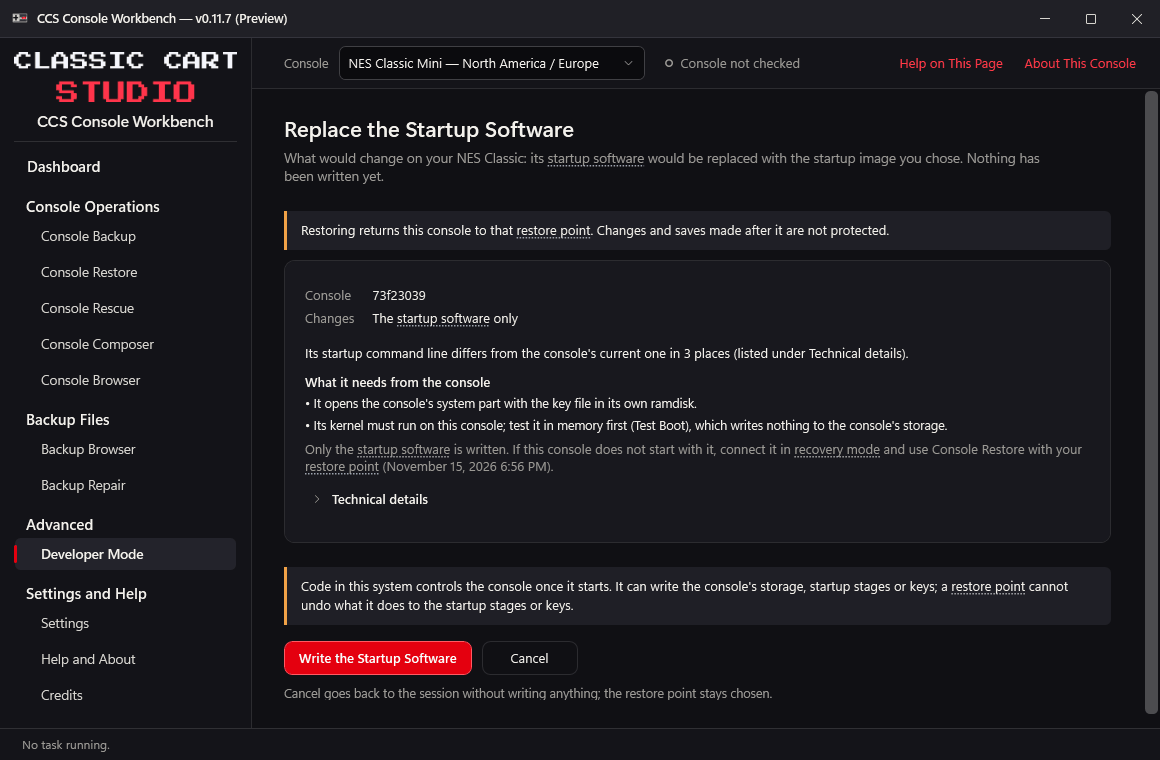 CCS Console Workbench — v0.11.7 (Preview)
CLASSIC CART
STUDIO
CCS Console Workbench
Dashboard
Console Operations
Console Backup
Console Restore
Console Rescue
Console Composer
Console Browser
Backup Files
Backup Browser
Backup Repair
Advanced
Developer Mode
Settings and Help
Settings
Help and About
Credits
Console
NES Classic Mini — North America / Europe
Console not checked
Help on This Page
About This Console
Replace the Startup Software
What would change on your NES Classic: its startup software would be replaced with the startup image you chose. Nothing has
been written yet.
Restoring returns this console to that restore point. Changes and saves made after it are not protected.
Console 73f23039
Changes The startup software only
Its startup command line differs from the console's current one in 3 places (listed under Technical details).
What it needs from the console
• It opens the console's system part with the key file in its own ramdisk.
• Its kernel must run on this console; test it in memory first (Test Boot), which writes nothing to the console's storage.
Only the startup software is written. If this console does not start with it, connect it in recovery mode and use Console Restore with your
restore point (November 15, 2026 6:56 PM).
Technical details
Code in this system controls the console once it starts. It can write the console's storage, startup stages or keys; a restore point cannot
undo what it does to the startup stages or keys.
Write the Startup Software
Cancel
Cancel goes back to the session without writing anything; the restore point stays chosen.
No task running.